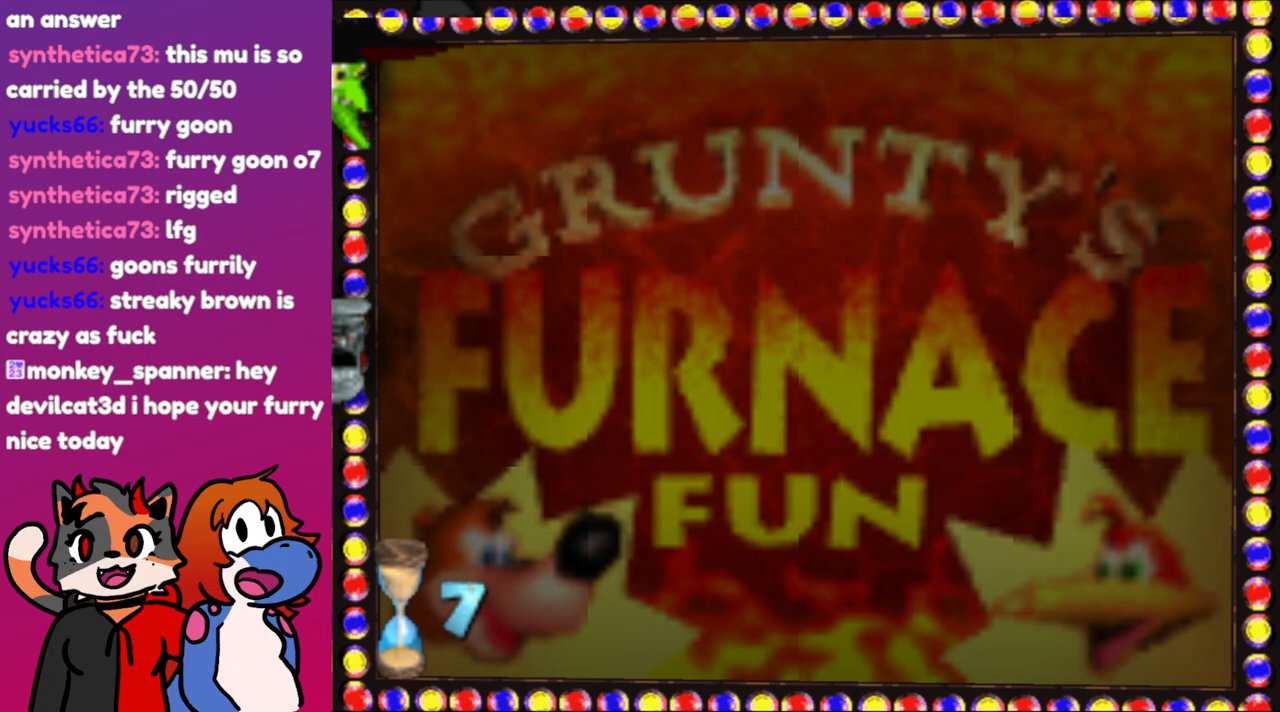 an answer
synthetica73: this mu is so
carried by the 50/50
yucks66: furry goon
synthetica73: furry goon o7
synthetica73: rigged
synthetica73: lfg
yucks66: goons furrily
yucks66: streaky brown is
crazy as fuck
monkey_spanner: hey
devilcat3d i hope your furry
nice today
GRUNTY'S
FURNACE
FUN
7